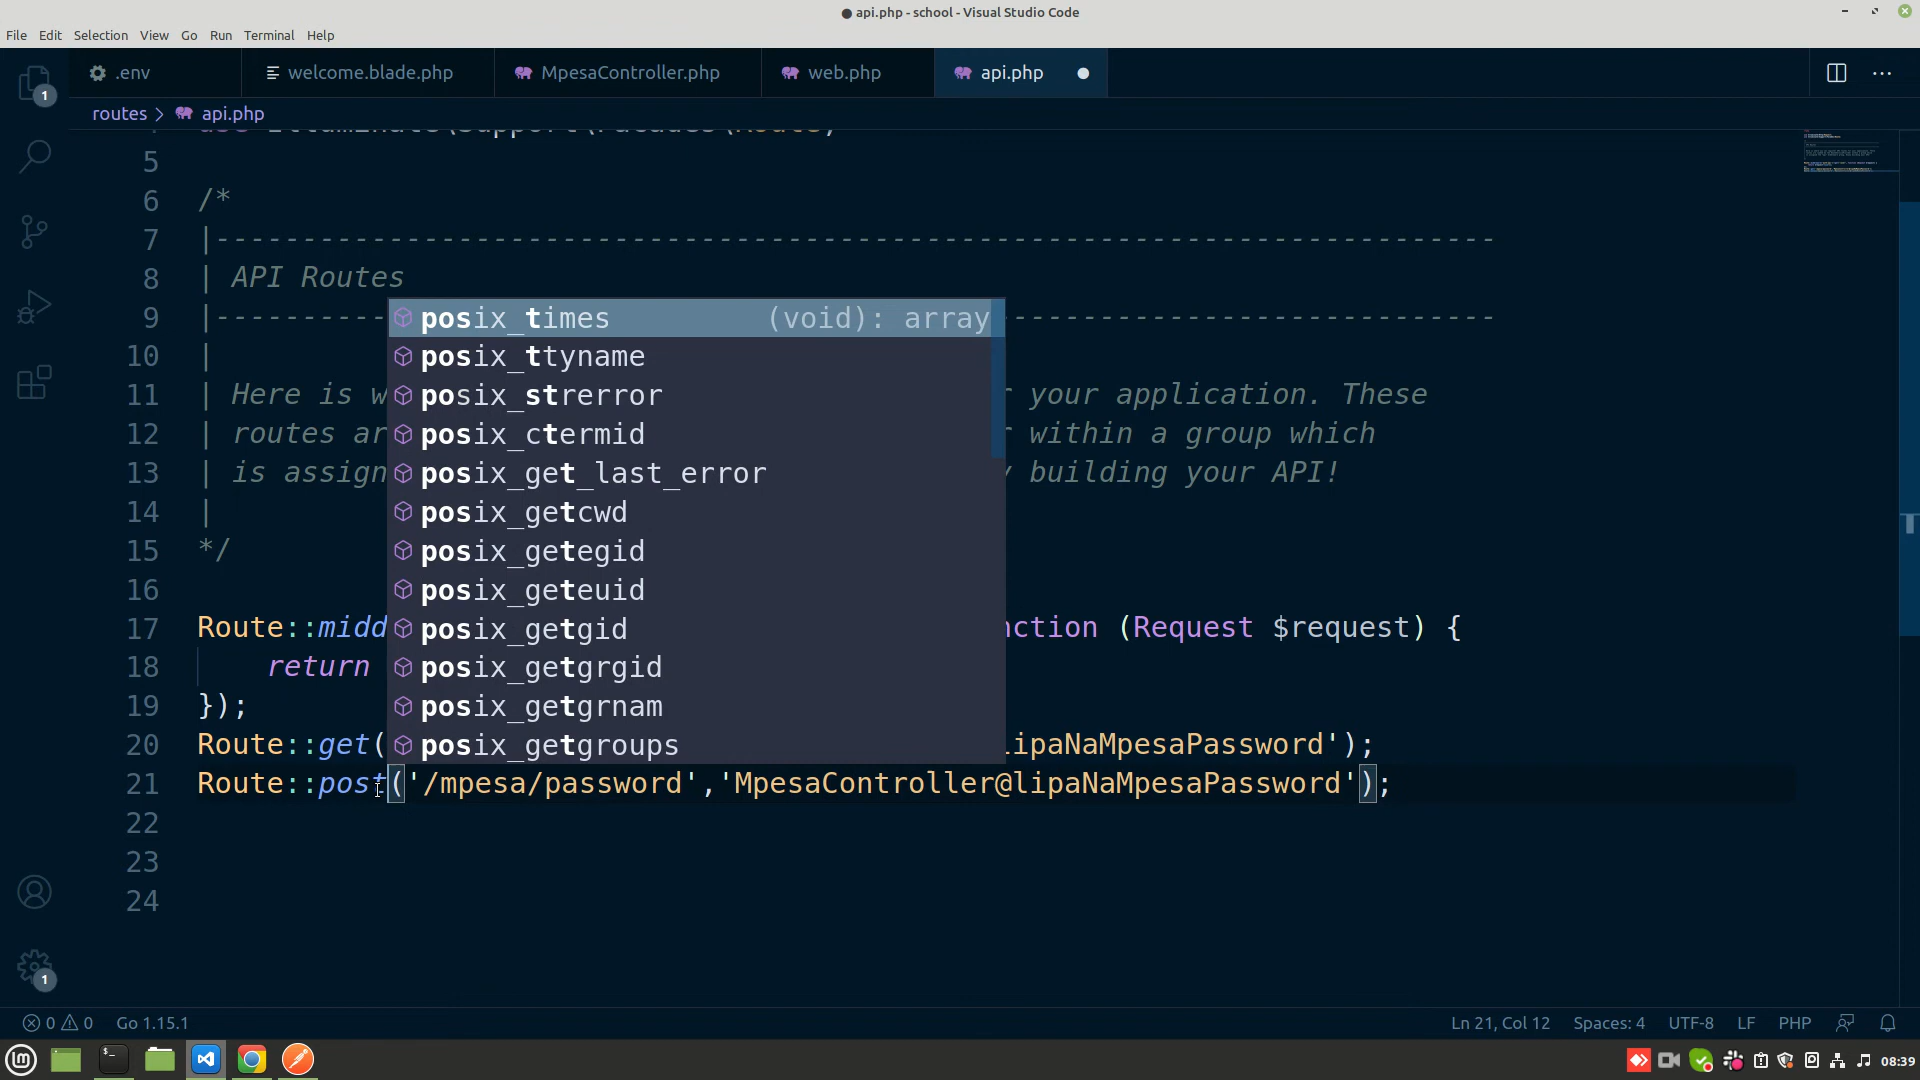 api.php - school - Visual Studio Code
File Edit Selection View Go Run Terminal Help
.env welcome.blade.php MpesaController.php web.php api.php
routes > api.php
1
5
6 /*
7 |--------------------------------------------------------------------------
8 | API Routes
9 |--------------------------------------------------------------------------
10 |
11 | Here is w your application. These
12 | routes ar within a group which
13 | is assign building your API!
14 |
15 */
16
17 Route::midd nction (Request $request) {
18 return
19 });
20 Route::get( lipaNaMpesaPassword');
21 Route::post('/mpesa/password','MpesaController@lipaNaMpesaPassword');
22
23
24
posix_times (void): array
posix_ttyname
posix_strerror
posix_ctermid
posix_get_last_error
posix_getcwd
posix_getegid
posix_geteuid
posix_getgid
posix_getgrgid
posix_getgrnam
posix_getgroups
1
0 0 Go 1.15.1 Ln 21, Col 12 Spaces: 4 UTF-8 LF PHP
08:39